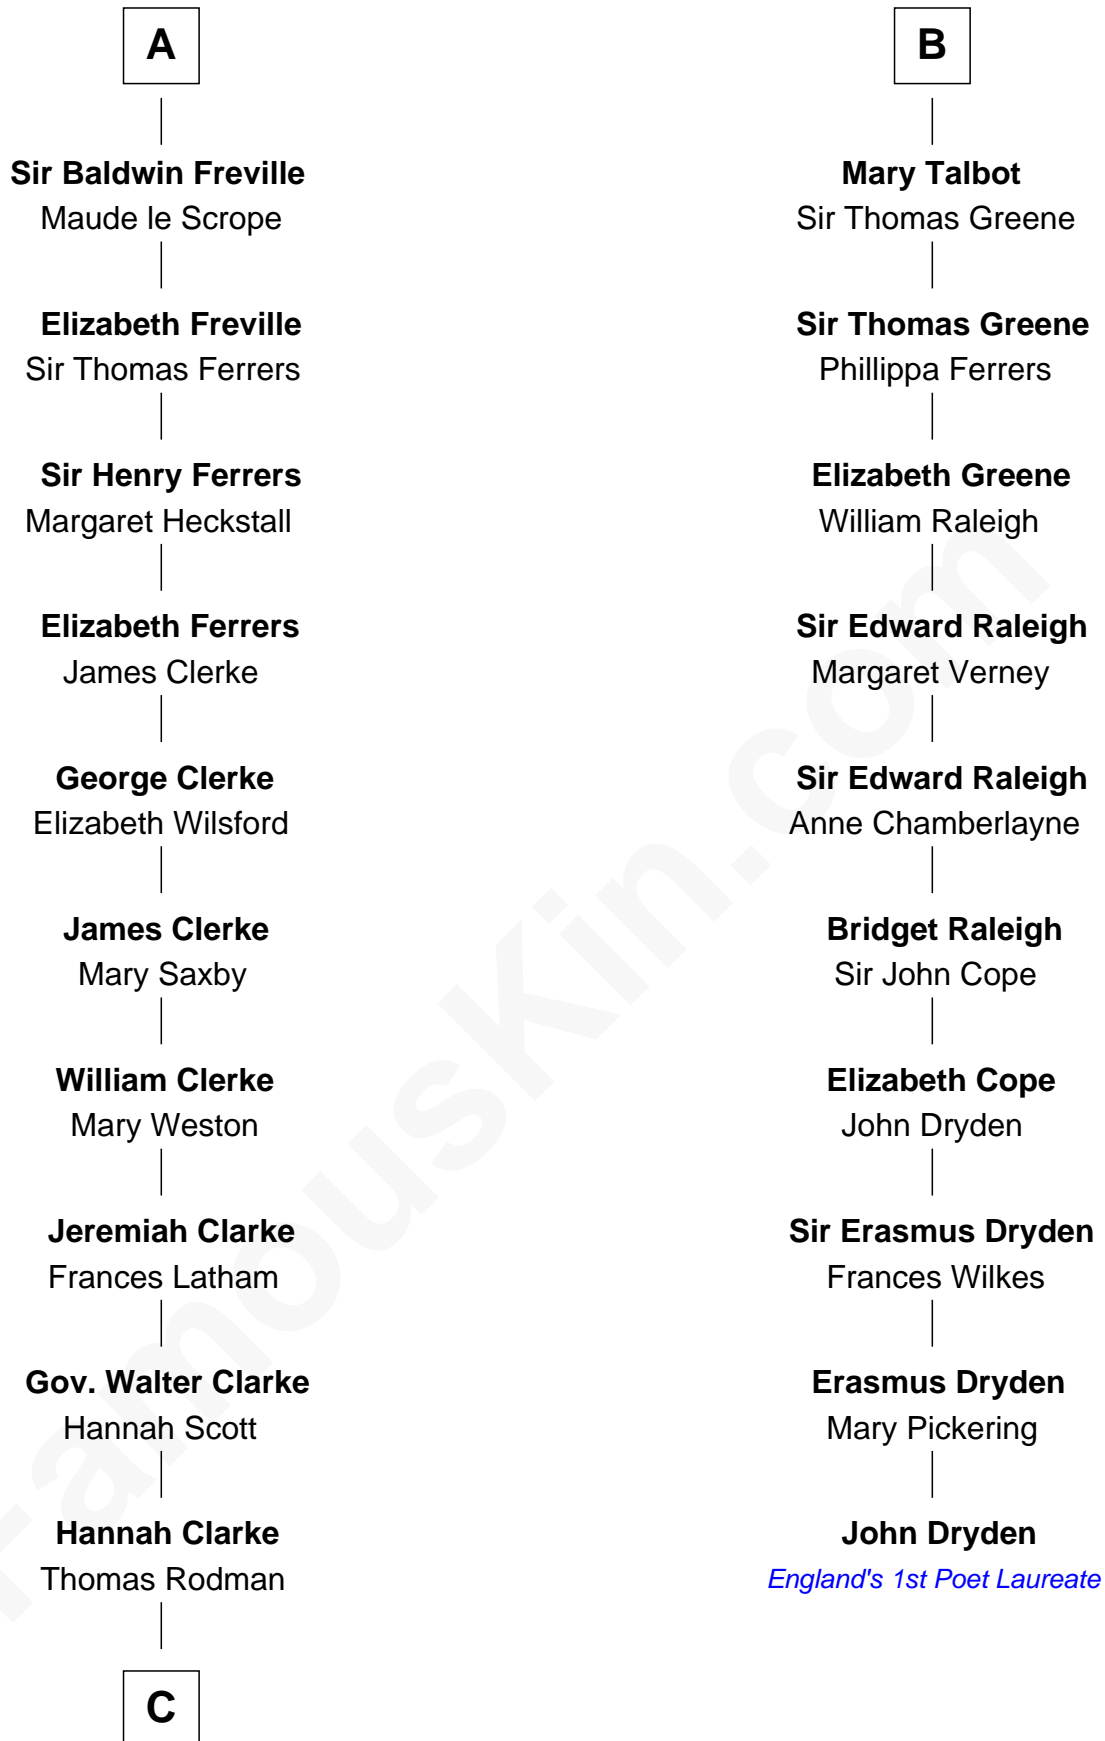 A
Sir Baldwin Freville
Maude le Scrope
Elizabeth Freville
Sir Thomas Ferrers
Sir Henry Ferrers
Margaret Heckstall
Elizabeth Ferrers
James Clerke
George Clerke
Elizabeth Wilsford
James Clerke
Mary Saxby
William Clerke
Mary Weston
Jeremiah Clarke
Frances Latham
Gov. Walter Clarke
Hannah Scott
Hannah Clarke
Thomas Rodman
C
B
Mary Talbot
Sir Thomas Greene
Sir Thomas Greene
Phillippa Ferrers
Elizabeth Greene
William Raleigh
Sir Edward Raleigh
Margaret Verney
Sir Edward Raleigh
Anne Chamberlayne
Bridget Raleigh
Sir John Cope
Elizabeth Cope
John Dryden
Sir Erasmus Dryden
Frances Wilkes
Erasmus Dryden
Mary Pickering
John Dryden
England's 1st Poet Laureate
FamousKin.com